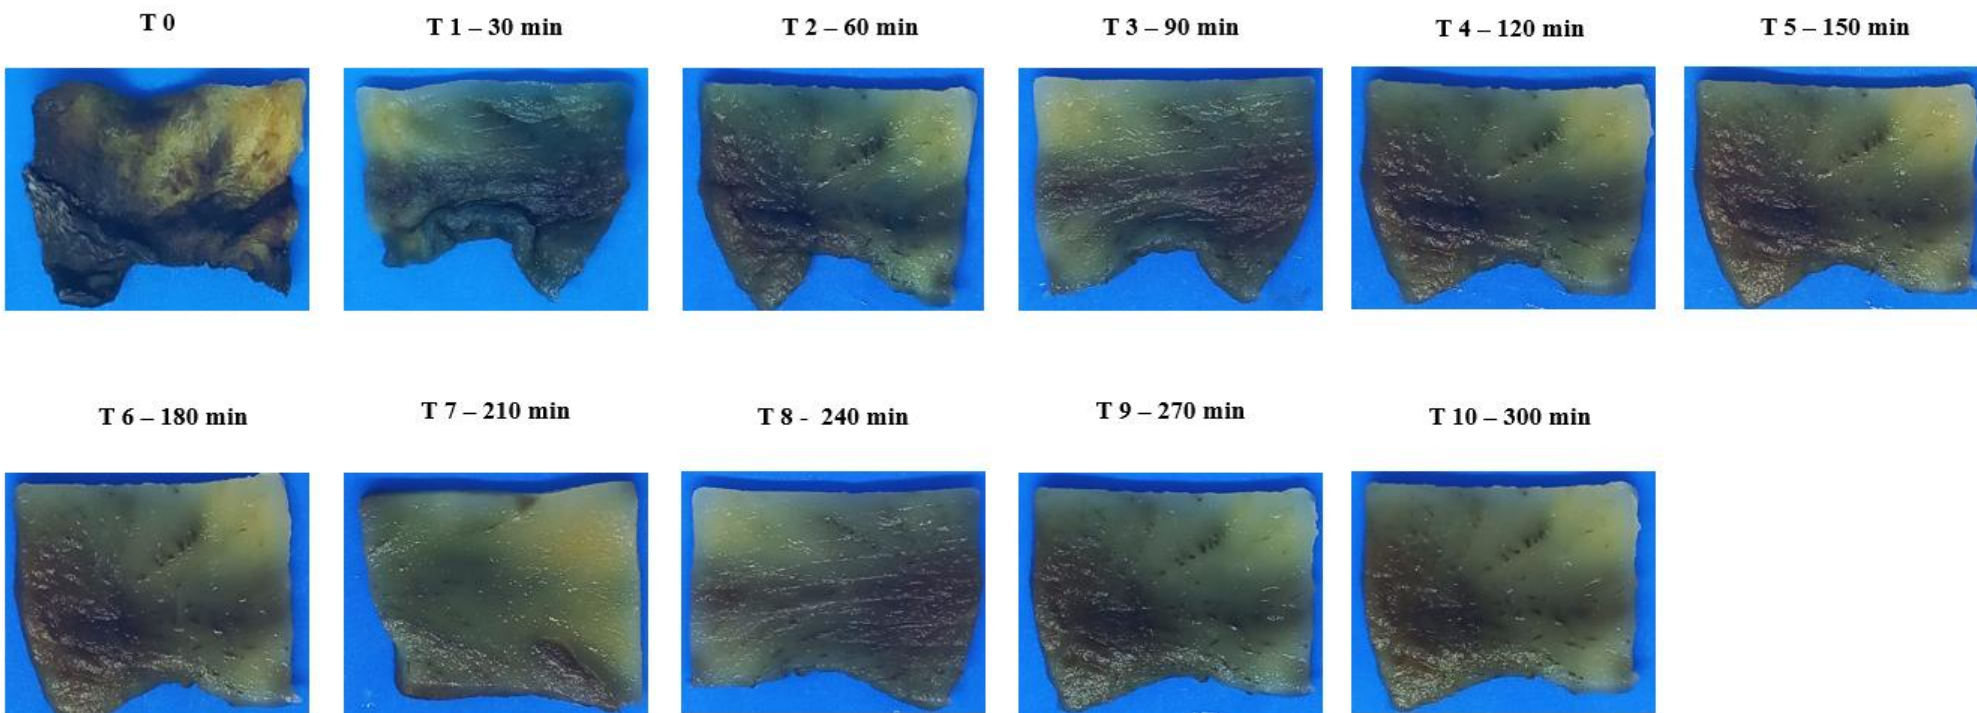 T 0
T 1 – 30 min
T 2 – 60 min
T 3 – 90 min
T 4 – 120 min
T 5 – 150 min
T 6 – 180 min
T 7 – 210 min
T 8 - 240 min
T 9 – 270 min
T 10 – 300 min